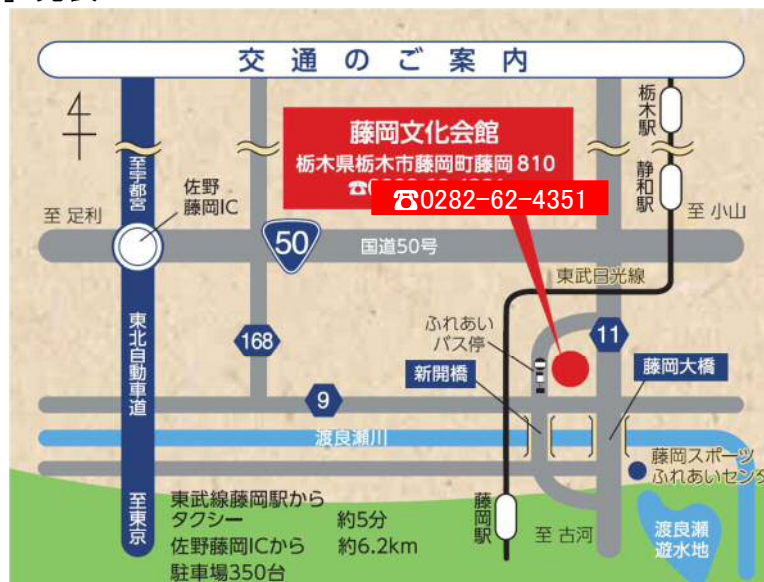 交通のご案内
栃木駅
藤岡文化会館
栃木県栃木市藤岡町藤岡810
☎0282-62-4351
静和駅
至宇都宮
佐野
藤岡IC
至 足利
至 小山
50
国道50号
東武日光線
東北自動車道
168
ふれあい
バス停
11
新開橋
藤岡大橋
9
渡良瀬川
藤岡スポーツ
ふれあいセンタ
至東京
東武線藤岡駅から
タクシー 約5分
佐野藤岡ICから 約6.2km
駐車場350台
藤岡駅
至 古河
渡良瀬
遊水地